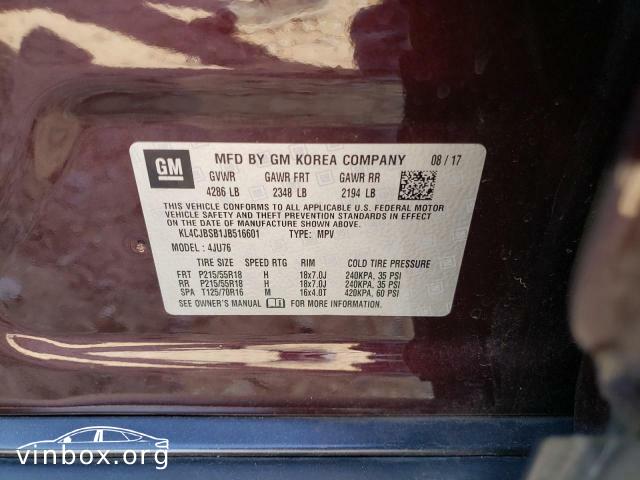 GM
MFD BY GM KOREA COMPANY 08 / 17
GVWR GAWR FRT GAWR RR
4286 LB 2348 LB 2194 LB
THIS VEHICLE CONFORMS TO ALL APPLICABLE U.S. FEDERAL MOTOR
VEHICLE SAFETY AND THEFT PREVENTION STANDARDS IN EFFECT
ON THE DATE OF MANUFACTURE SHOWN ABOVE.
KL4CJBSB1JB516601 TYPE: MPV
MODEL : 4JU76
TIRE SIZE SPEED RTG RIM COLD TIRE PRESSURE
FRT P215/55R18 H 18x7.0J 240KPA, 35 PSI
RR P215/55R18 H 18x7.0J 240KPA, 35 PSI
SPA T125/70R16 M 16x4.0T 420KPA, 60 PSI
SEE OWNER'S MANUAL FOR MORE INFORMATION.
vinbox.org